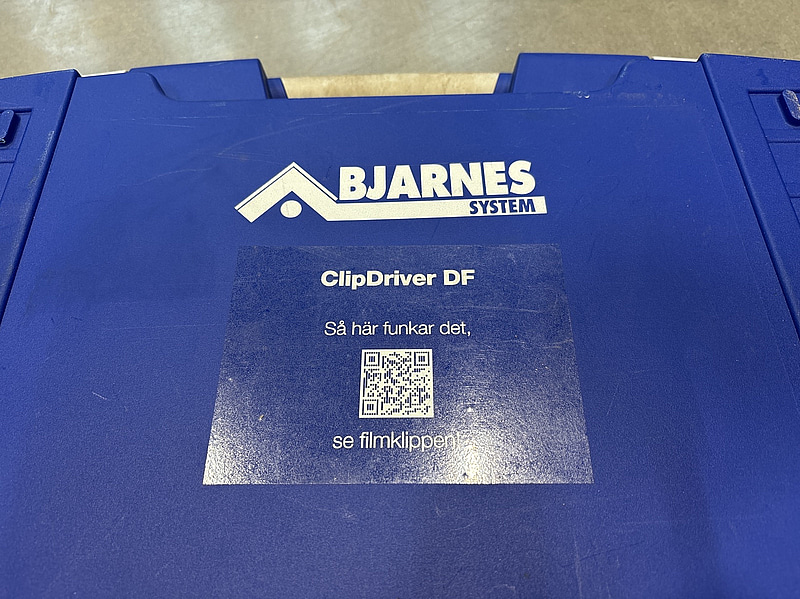 BJARNES
SYSTEM
ClipDriver DF
Så här funkar det,
se filmklippen!